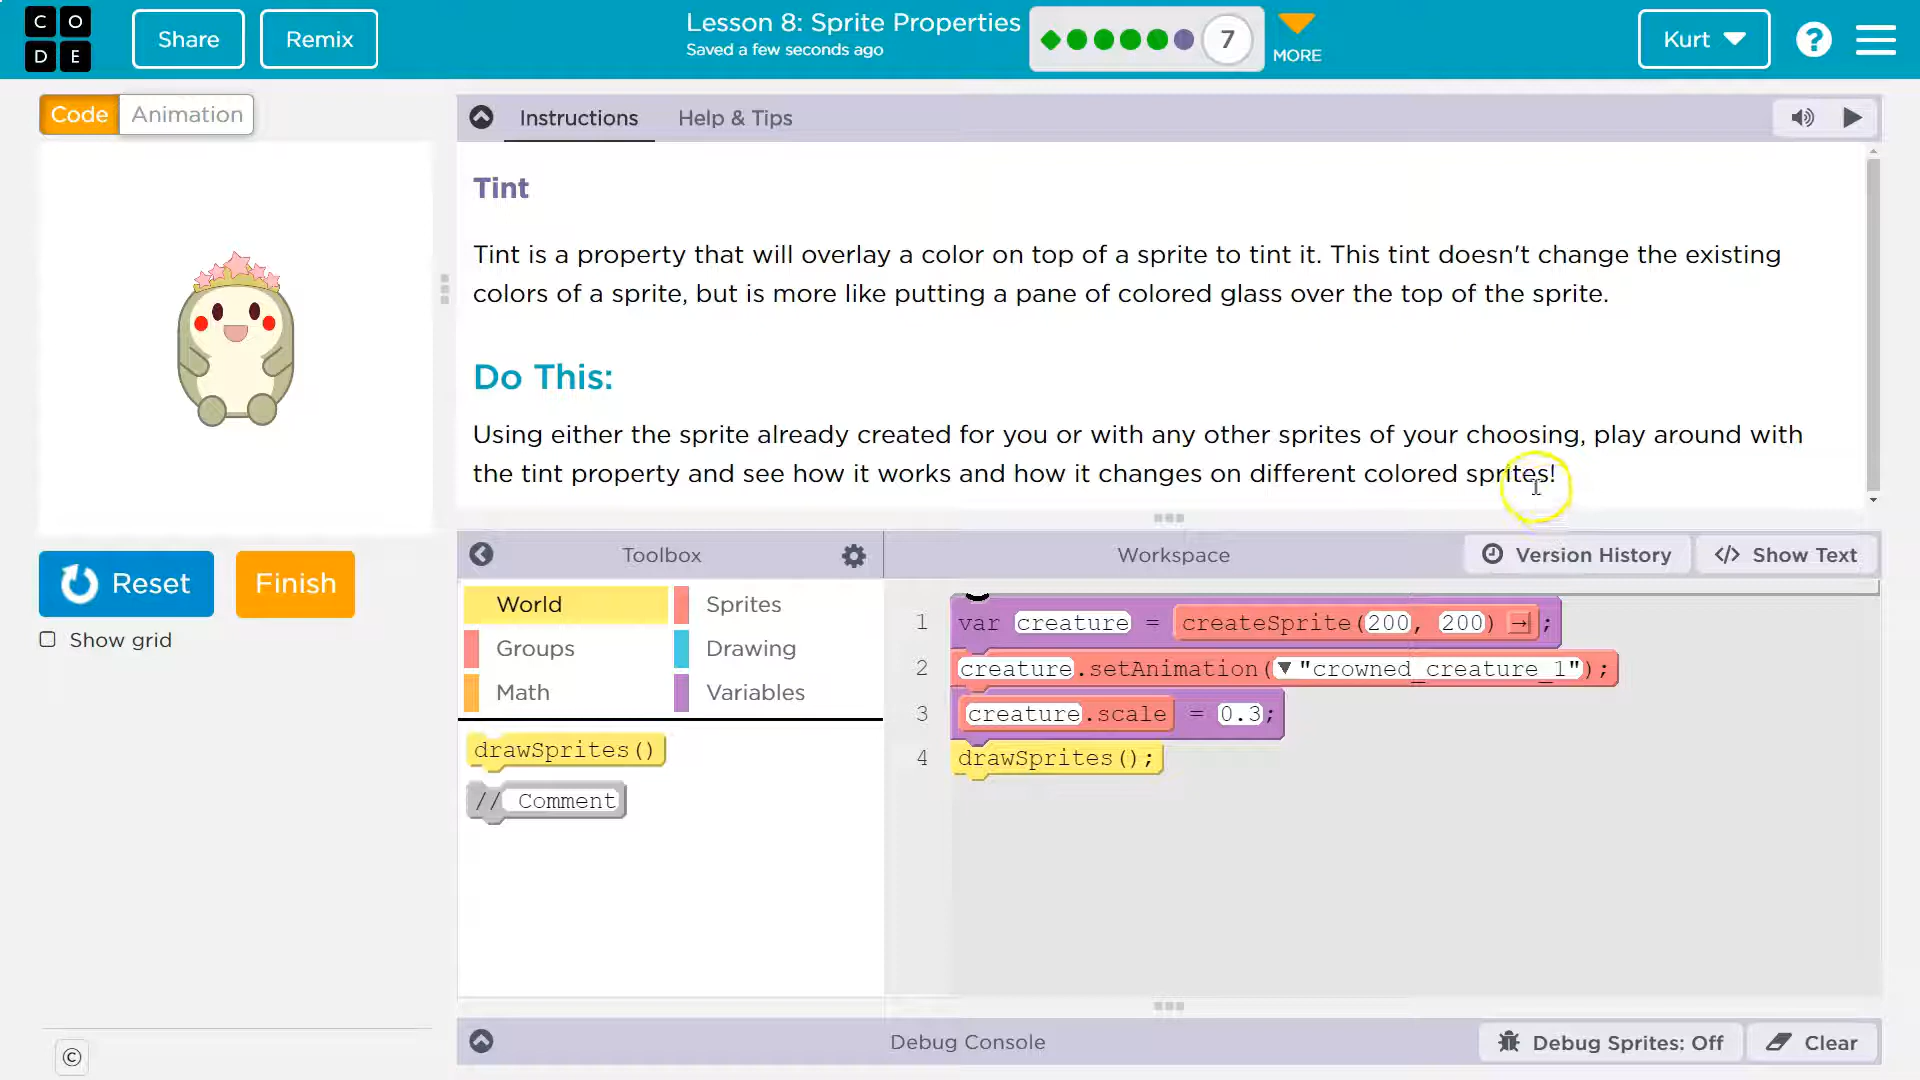 C O
D E
Share
Remix
Lesson 8: Sprite Properties
Saved a few seconds ago
7
MORE
Kurt
?
Code
Animation
Instructions
Help & Tips
Tint
Tint is a property that will overlay a color on top of a sprite to tint it. This tint doesn't change the existing
colors of a sprite, but is more like putting a pane of colored glass over the top of the sprite.
Do This:
Using either the sprite already created for you or with any other sprites of your choosing, play around with
the tint property and see how it works and how it changes on different colored sprites!
Reset
Finish
Show grid
Toolbox
Workspace
Version History
</> Show Text
World
Sprites
Groups
Drawing
Math
Variables
drawSprites()
// Comment
1 var creature = createSprite(200, 200) → ;
2 creature.setAnimation(▼ "crowned_creature_1");
3 creature.scale = 0.3;
4 drawSprites();
Debug Console
Debug Sprites: Off
Clear
©